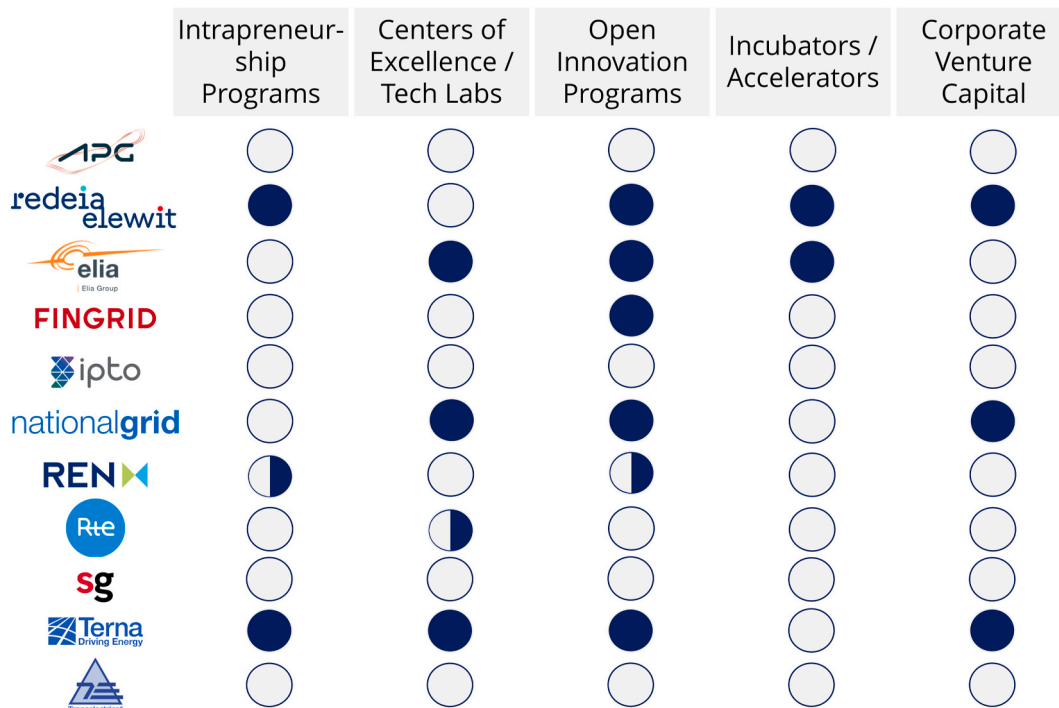 Intrapreneur-
ship
Programs
Centers of
Excellence /
Tech Labs
Open
Innovation
Programs
Incubators /
Accelerators
Corporate
Venture
Capital
APG
redeia
elewit
elia
Elia Group
FINGRID
ipto
nationalgrid
REN
Rte
sg
Terna
Driving Energy